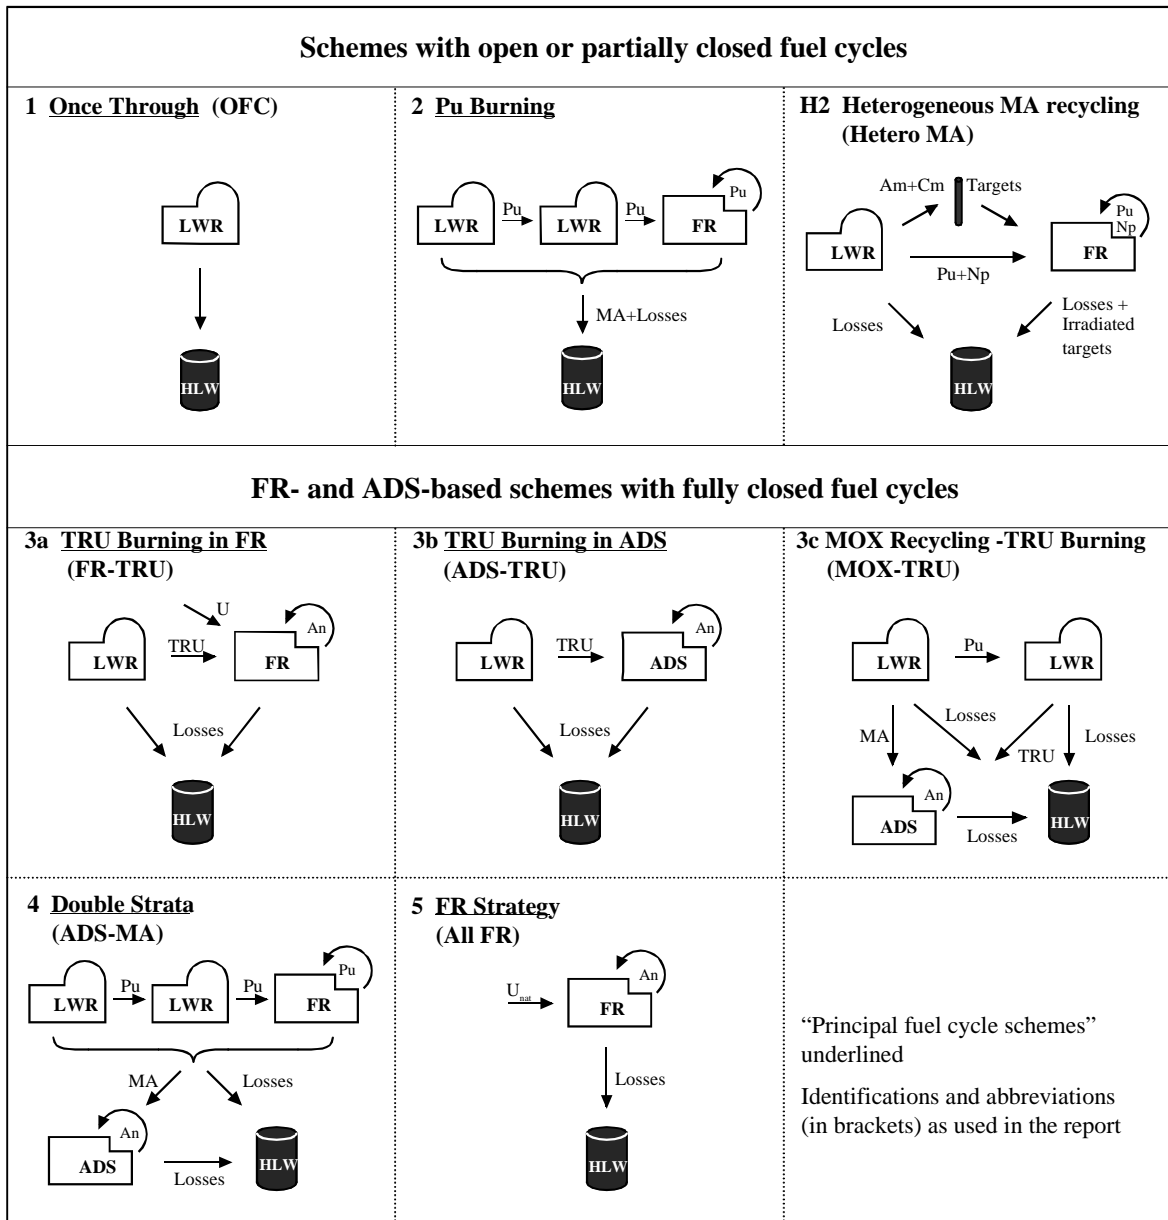 Schemes with open or partially closed fuel cycles
1 Once Through (OFC)
LWR
HLW
2 Pu Burning
Pu
Pu
Pu
LWR
LWR
FR
MA+Losses
HLW
H2 Heterogeneous MA recycling
(Hetero MA)
Am+Cm
Targets
Pu
Np
LWR
FR
Pu+Np
Losses
Losses +
Irradiated
targets
HLW
FR- and ADS-based schemes with fully closed fuel cycles
3a TRU Burning in FR
(FR-TRU)
U
An
TRU
LWR
FR
Losses
HLW
3b TRU Burning in ADS
(ADS-TRU)
An
TRU
LWR
ADS
Losses
HLW
3c MOX Recycling -TRU Burning
(MOX-TRU)
Pu
LWR
LWR
Losses
MA
TRU
Losses
An
ADS
Losses
HLW
4 Double Strata
(ADS-MA)
Pu
Pu
Pu
LWR
LWR
FR
MA
Losses
An
ADS
Losses
HLW
5 FR Strategy
(All FR)
An
Unat
FR
Losses
HLW
“Principal fuel cycle schemes”
underlined
Identifications and abbreviations
(in brackets) as used in the report